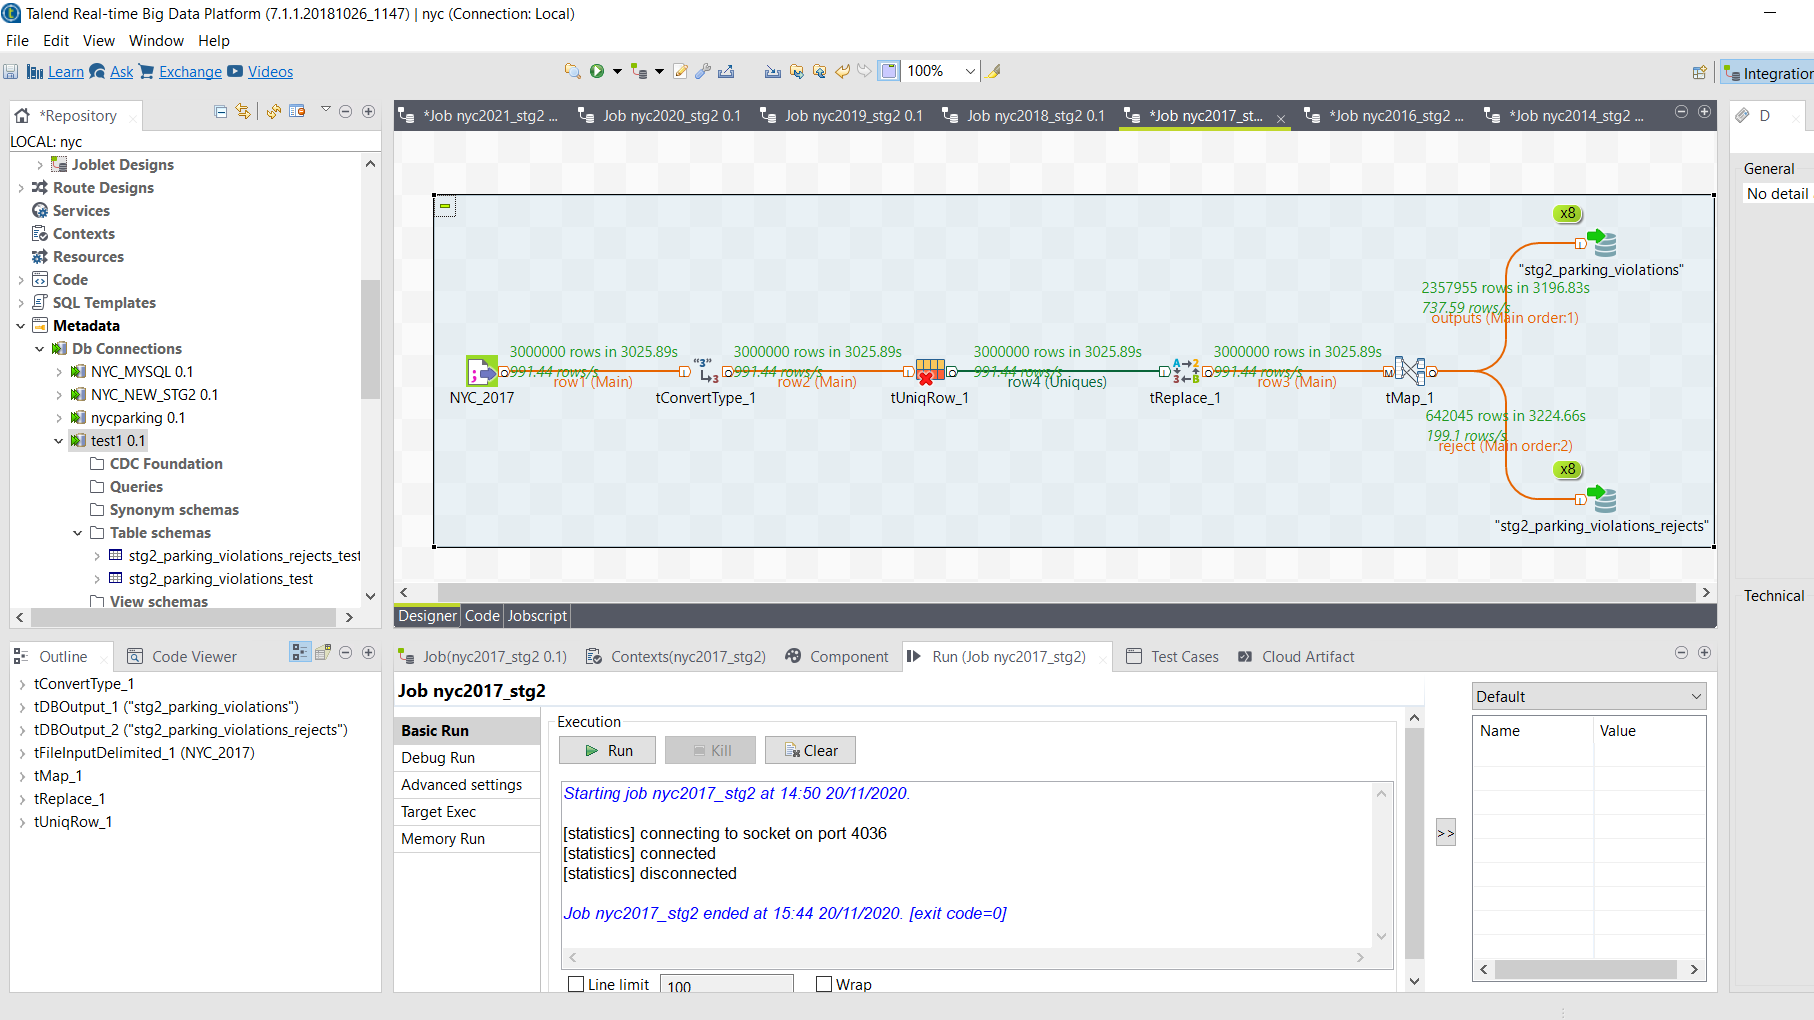 Talend Real-time Big Data Platform (7.1.1.20181026_1147) | nyc (Connection: Local)
File Edit View Window Help
Learn Ask Exchange Videos 100% Integration
*Repository
LOCAL: nyc
Joblet Designs
Route Designs
Services
Contexts
Resources
Code
SQL Templates
Metadata
Db Connections
NYC_MYSQL 0.1
NYC_NEW_STG2 0.1
nycparking 0.1
test1 0.1
CDC Foundation
Queries
Synonym schemas
Table schemas
stg2_parking_violations_rejects_test
stg2_parking_violations_test
View schemas
*Job nyc2021_stg2 ... Job nyc2020_stg2 0.1 Job nyc2019_stg2 0.1 Job nyc2018_stg2 0.1 *Job nyc2017_st... *Job nyc2016_stg2 ... *Job nyc2014_stg2 ...
x8
"stg2_parking_violations"
2357955 rows in 3196.83s
737.59 rows/s
outputs (Main order:1)
3000000 rows in 3025.89s 3000000 rows in 3025.89s 3000000 rows in 3025.89s 3000000 rows in 3025.89s
991.44 rows/s 991.44 rows/s 991.44 rows/s 991.44 rows/s
row1 (Main) row2 (Main) row4 (Uniques) row3 (Main)
NYC_2017 tConvertType_1 tUniqRow_1 tReplace_1 tMap_1
642045 rows in 3224.66s
199.1 rows/s
reject (Main order:2)
x8
"stg2_parking_violations_rejects"
Designer Code Jobscript
D
General
No detail
Technical
Outline Code Viewer
tConvertType_1
tDBOutput_1 ("stg2_parking_violations")
tDBOutput_2 ("stg2_parking_violations_rejects")
tFileInputDelimited_1 (NYC_2017)
tMap_1
tReplace_1
tUniqRow_1
Job(nyc2017_stg2 0.1) Contexts(nyc2017_stg2) Component Run (Job nyc2017_stg2) Test Cases Cloud Artifact
Job nyc2017_stg2
Basic Run
Debug Run
Advanced settings
Target Exec
Memory Run
Execution
Run Kill Clear
Starting job nyc2017_stg2 at 14:50 20/11/2020.
[statistics] connecting to socket on port 4036
[statistics] connected
[statistics] disconnected
Job nyc2017_stg2 ended at 15:44 20/11/2020. [exit code=0]
Line limit 100 Wrap
>>
Default
Name Value